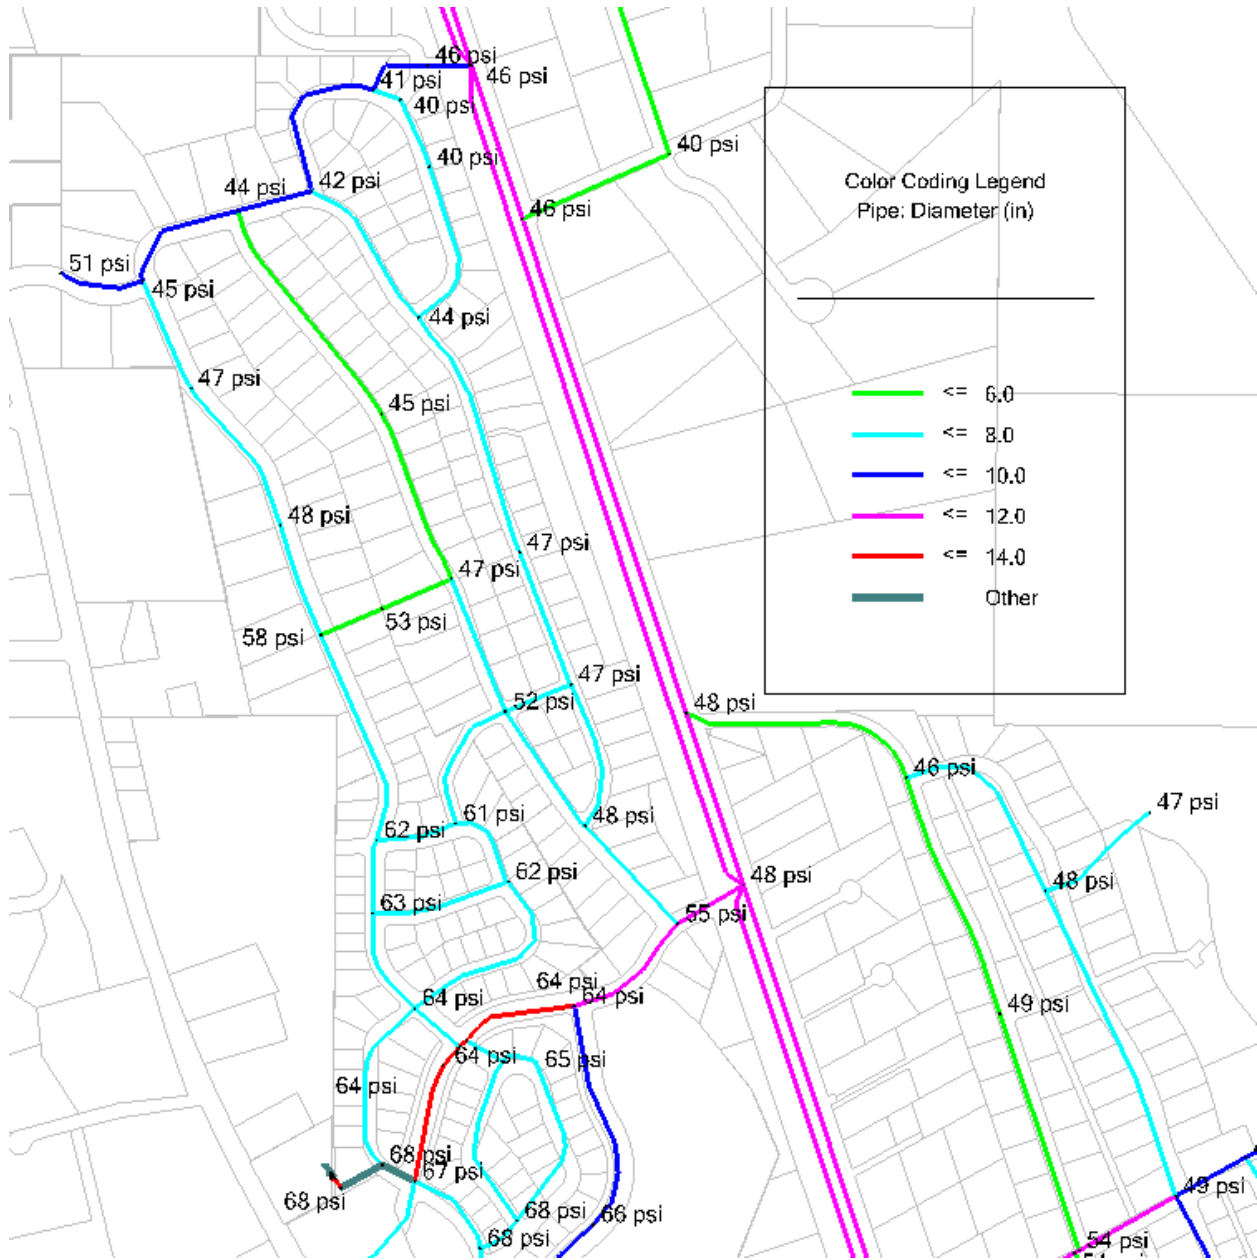 46 psi
46 psi
41 psi
40 psi
40 psi
40 psi
42 psi
44 psi
46 psi
51 psi
45 psi
44 psi
47 psi
45 psi
48 psi
47 psi
47 psi
53 psi
58 psi
47 psi
52 psi
48 psi
46 psi
47 psi
61 psi
48 psi
62 psi
62 psi
48 psi
48 psi
63 psi
55 psi
64 psi
64 psi
64 psi
49 psi
64 psi
65 psi
64 psi
68 psi
67 psi
68 psi
68 psi
66 psi
68 psi
49 psi
54 psi
Color Coding Legend
Pipe: Diameter (in)
<= 6.0
<= 8.0
<= 10.0
<= 12.0
<= 14.0
Other